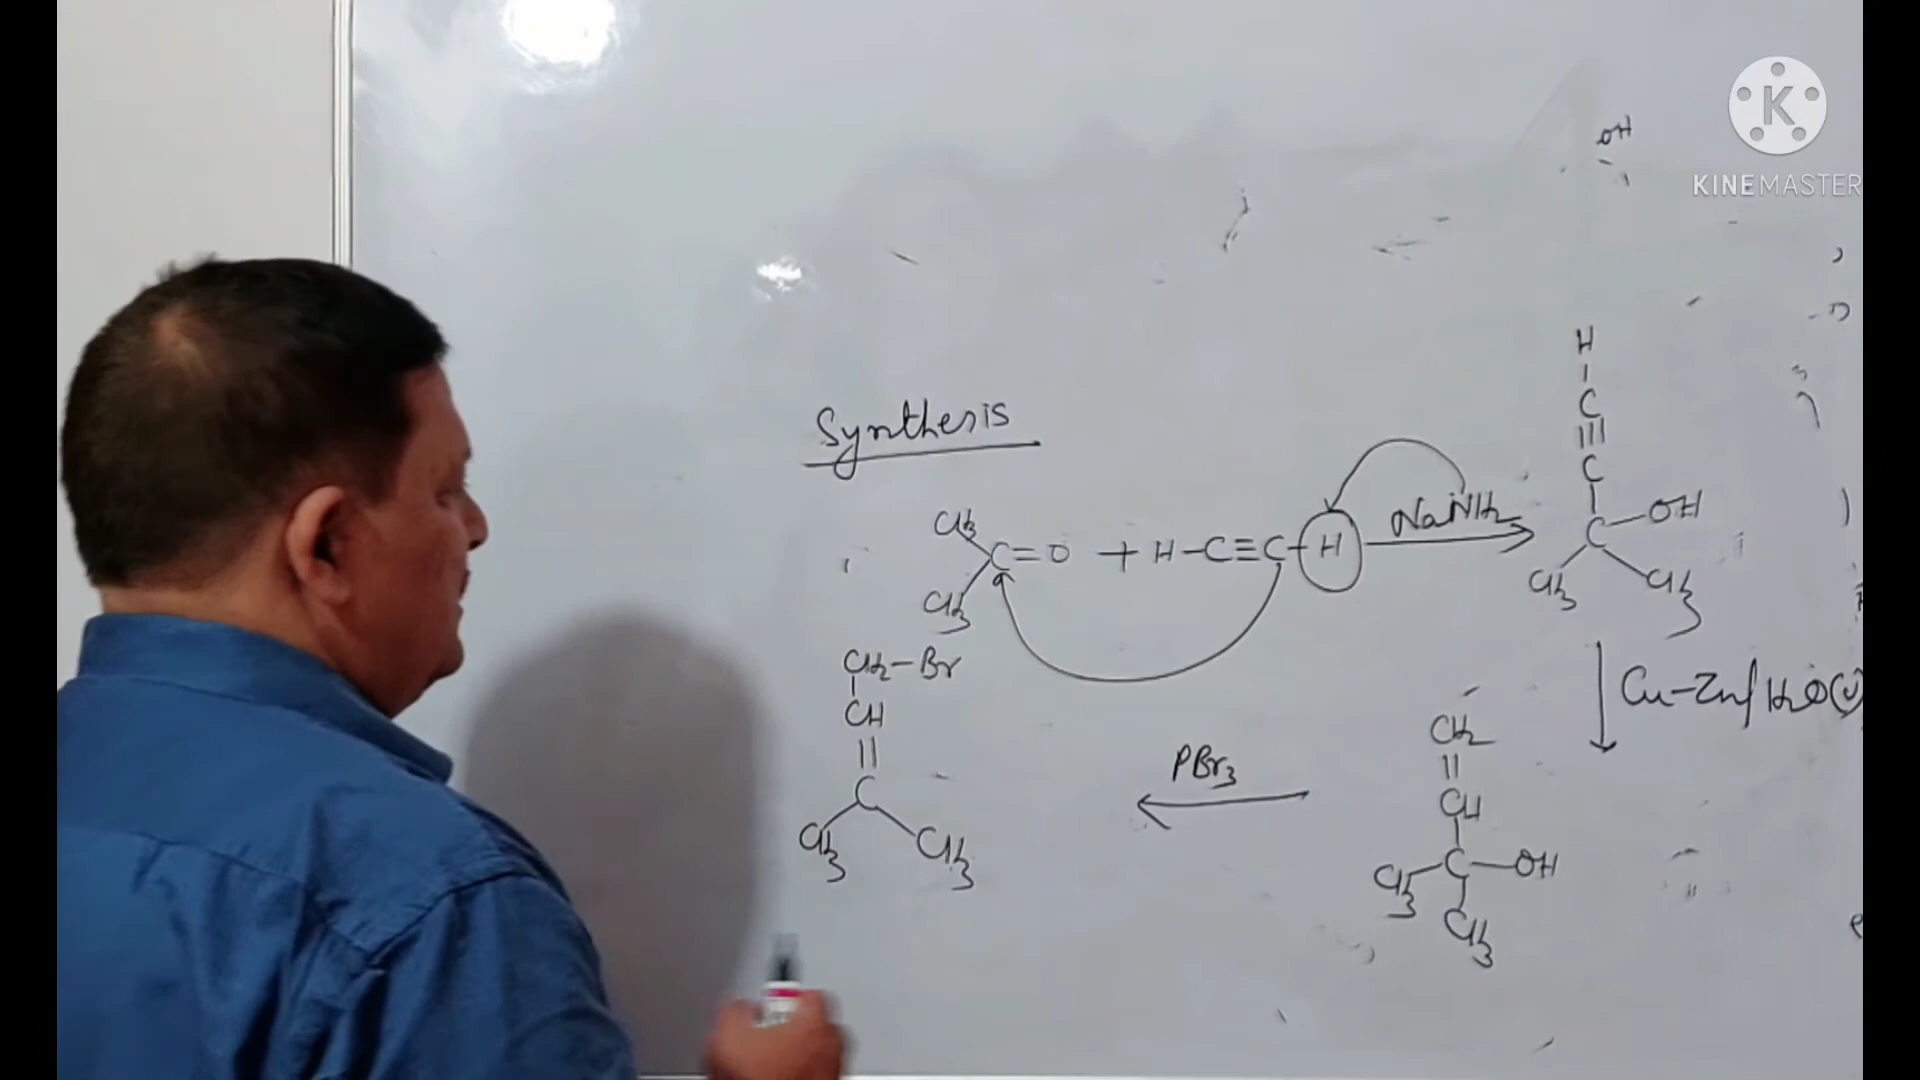 KINEMASTER
OH
Synthesis
CH3
CH3
C=O + H-C≡C-H
NaNH2
H
C
C
C-OH
CH3
CH3
Cu-Zn/H2O
CH2
CH
C-OH
CH3
CH3
PBr3
CH2-Br
CH
C
CH3
CH3